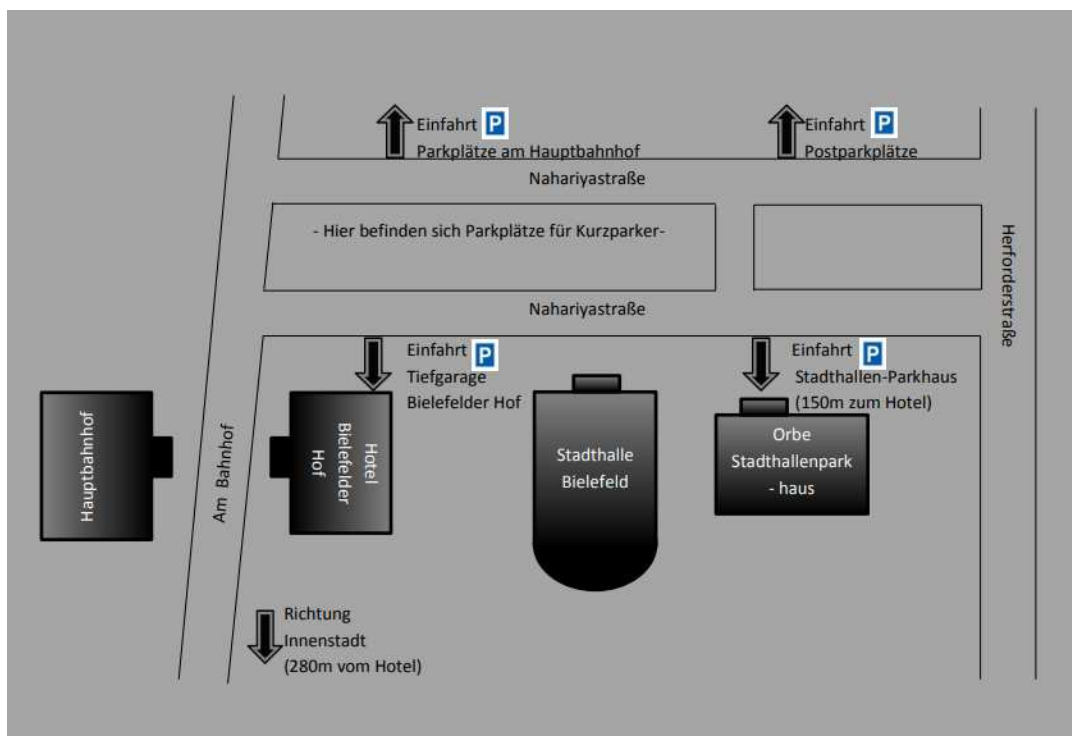 Einfahrt P
Parkplätze am Hauptbahnhof
Einfahrt P
Postparkplätze
Nahariyastraße
- Hier befinden sich Parkplätze für Kurzparker-
Herforderstraße
Nahariyastraße
Einfahrt P
Tiefgarage
Bielefelder Hof
Einfahrt P
Stadthallen-Parkhaus
(150m zum Hotel)
Hauptbahnhof
Am Bahnhof
Hotel
Bielefelder
Hof
Stadthalle
Bielefeld
Orbe
Stadthallenpark
- haus
Richtung
Innenstadt
(280m vom Hotel)